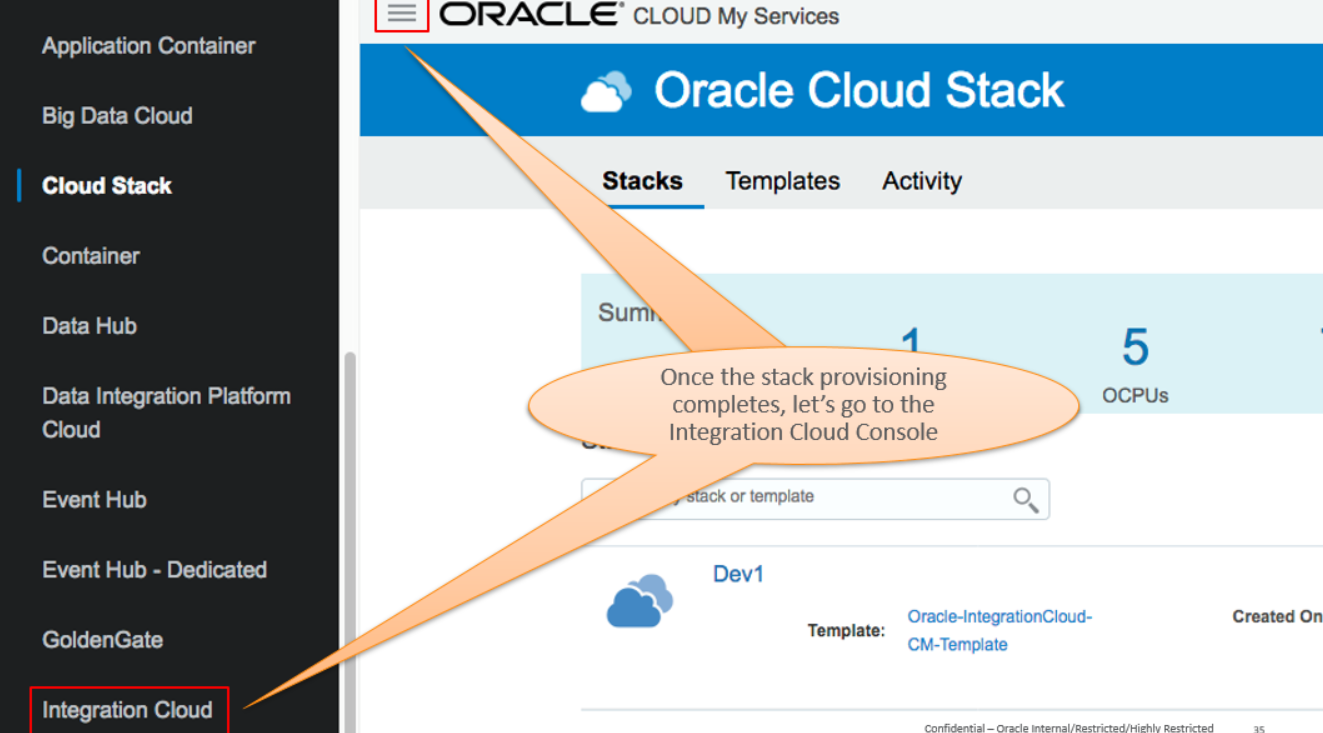 Application Container
Big Data Cloud
Cloud Stack
Container
Data Hub
Data Integration Platform
Cloud
Event Hub
Event Hub - Dedicated
GoldenGate
Integration Cloud
ORACLE CLOUD My Services
Oracle Cloud Stack
Stacks Templates Activity
1 5
OCPUs
Once the stack provisioning
completes, let's go to the
Integration Cloud Console
stack or template
Dev1
Template: Oracle-IntegrationCloud- Created On
CM-Template
Confidential – Oracle Internal/Restricted/Highly Restricted 35